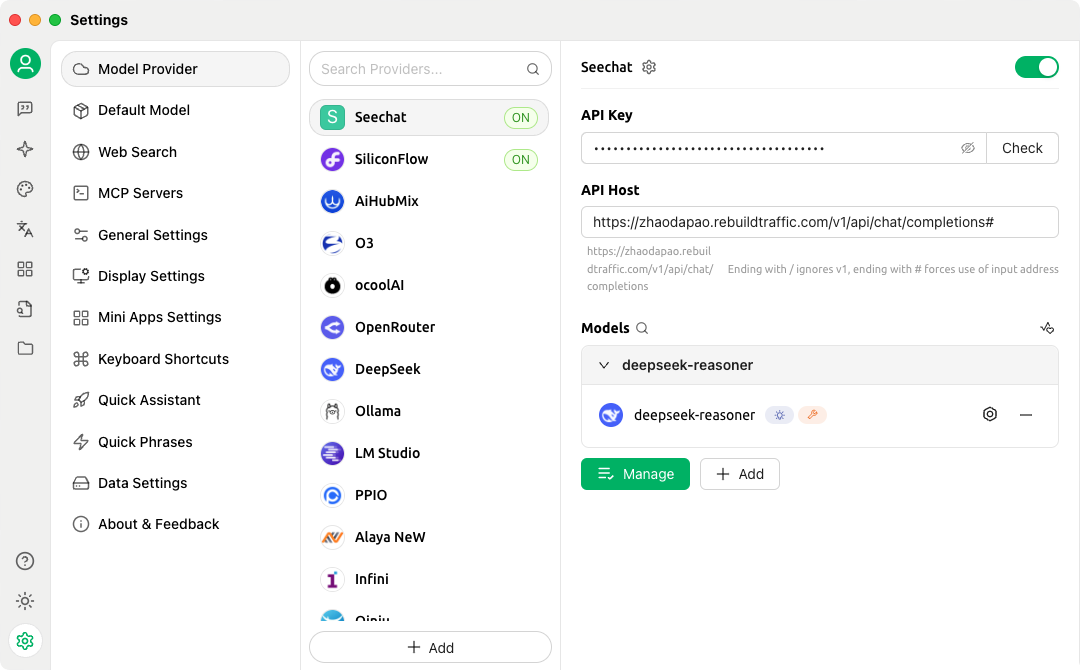 Settings
Model Provider
Default Model
Web Search
MCP Servers
General Settings
Display Settings
Mini Apps Settings
Keyboard Shortcuts
Quick Assistant
Quick Phrases
Data Settings
About & Feedback
Search Providers...
S Seechat ON
SiliconFlow ON
AiHubMix
O3
ocoolAI
OpenRouter
DeepSeek
Ollama
LM Studio
PPIO
Alaya NeW
Infini
Qiniu
Add
Seechat
API Key
Check
API Host
https://zhaodapao.rebuildtraffic.com/v1/api/chat/completions#
https://zhaodapao.rebuil
dtraffic.com/v1/api/chat/ Ending with / ignores v1, ending with # forces use of input address
completions
Models
deepseek-reasoner
deepseek-reasoner
Manage
Add